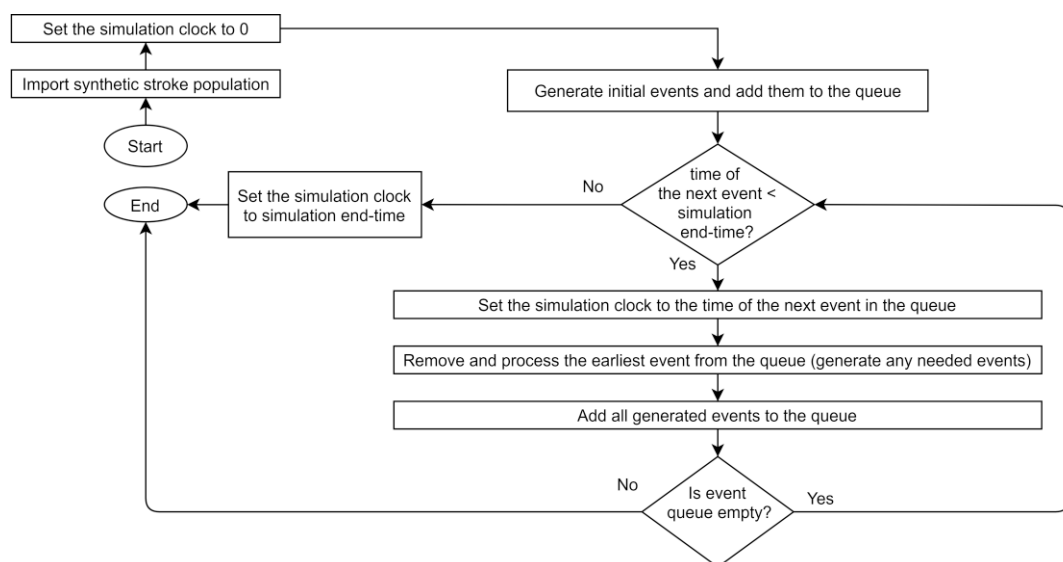 Set the simulation clock to 0
Import synthetic stroke population
Start
Generate initial events and add them to the queue
time of
the next event <
simulation
end-time?
No
Set the simulation clock
to simulation end-time
End
Yes
Set the simulation clock to the time of the next event in the queue
Remove and process the earliest event from the queue (generate any needed events)
Add all generated events to the queue
Is event
queue empty?
No
Yes